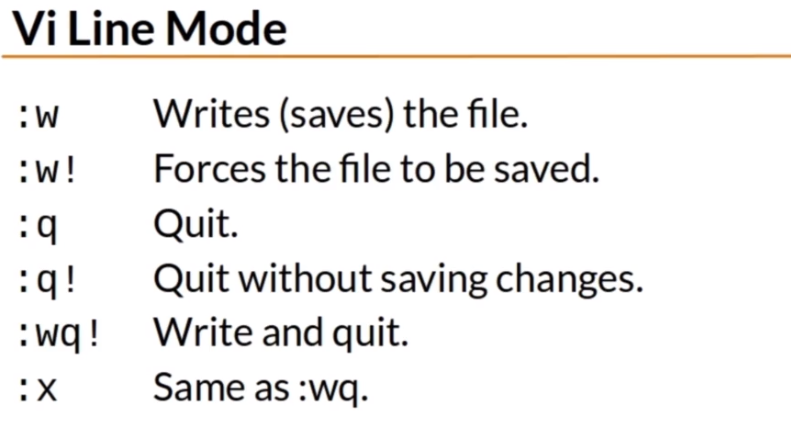 Vi Line Mode
:w Writes (saves) the file.
:w! Forces the file to be saved.
:q Quit.
:q! Quit without saving changes.
:wq! Write and quit.
:x Same as :wq.